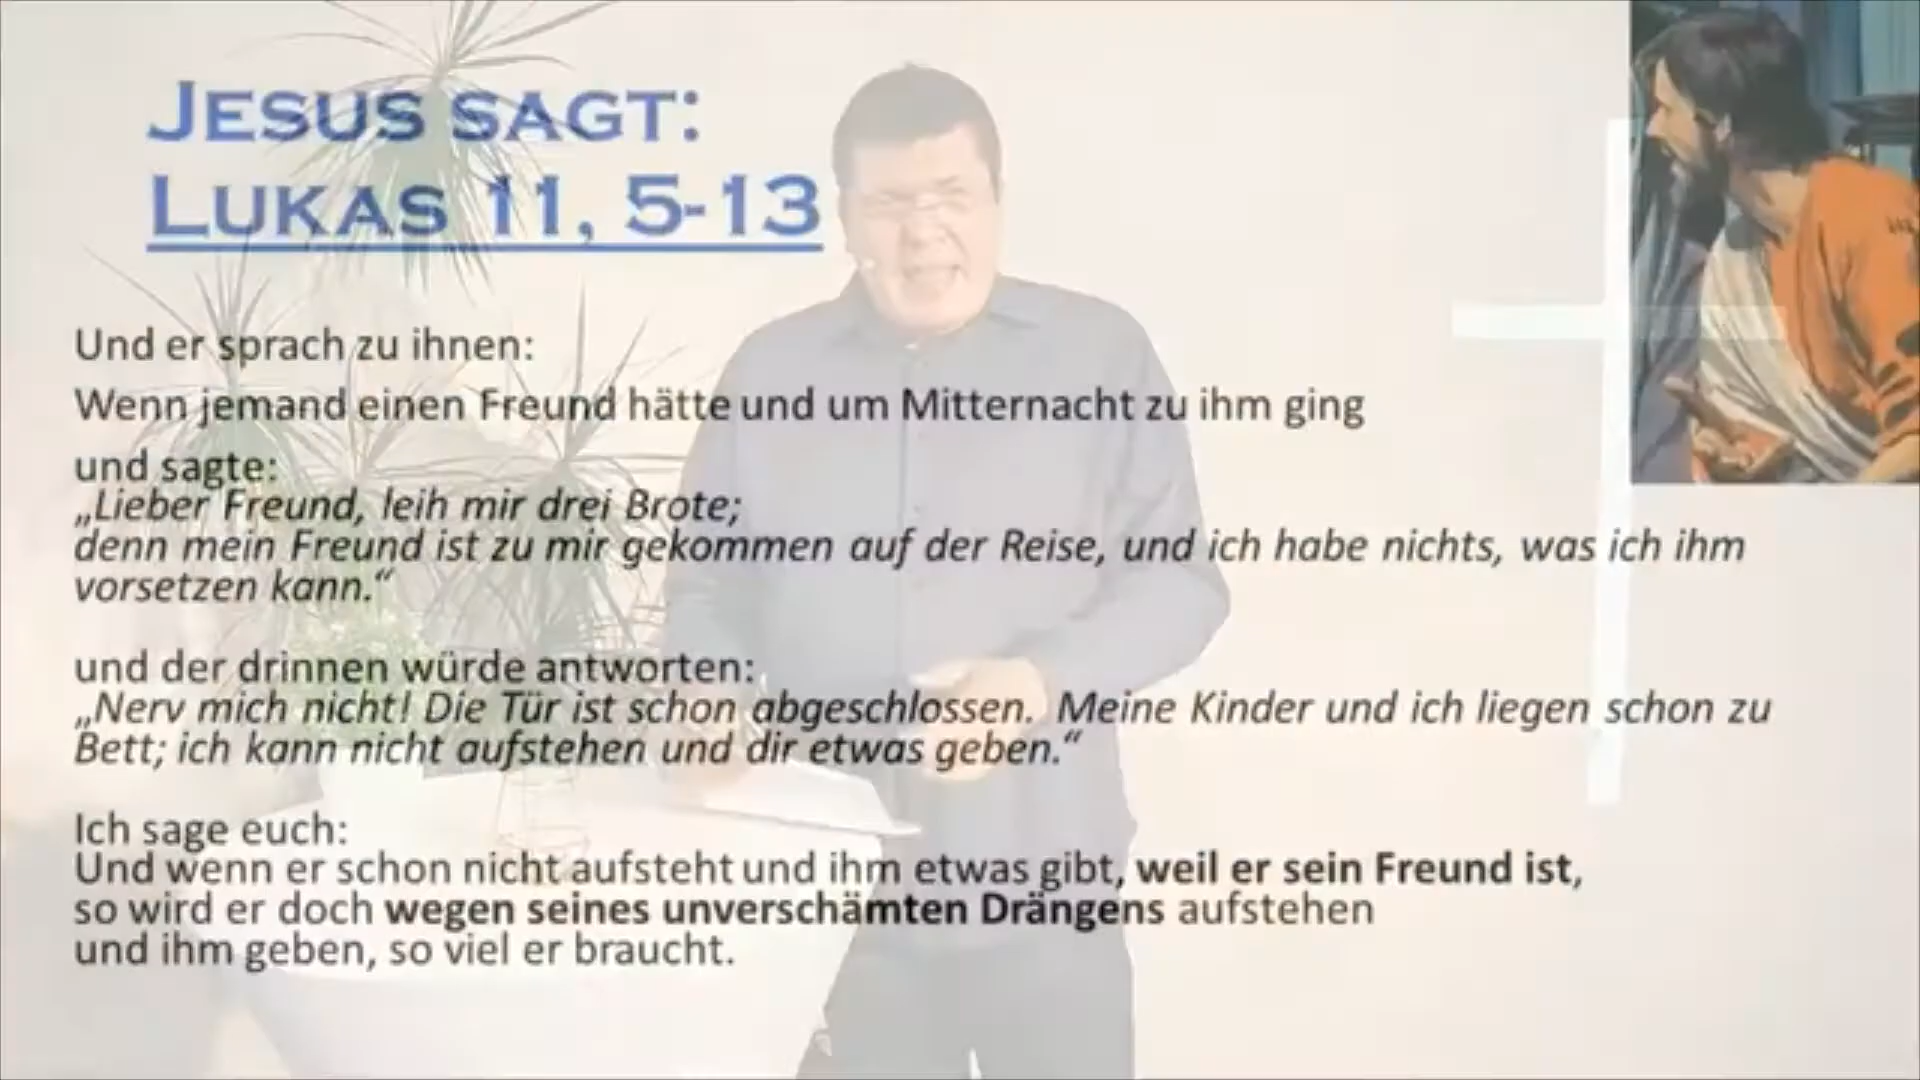 Jesus sagt:
Lukas 11, 5-13
Und er sprach zu ihnen:
Wenn jemand einen Freund hätte und um Mitternacht zu ihm ging
und sagte:
„Lieber Freund, leih mir drei Brote;
denn mein Freund ist zu mir gekommen auf der Reise, und ich habe nichts, was ich ihm
vorsetzen kann.“
und der drinnen würde antworten:
„Nerv mich nicht! Die Tür ist schon abgeschlossen. Meine Kinder und ich liegen schon zu
Bett; ich kann nicht aufstehen und dir etwas geben.“
Ich sage euch:
Und wenn er schon nicht aufsteht und ihm etwas gibt, weil er sein Freund ist,
so wird er doch wegen seines unverschämten Drängens aufstehen
und ihm geben, so viel er braucht.